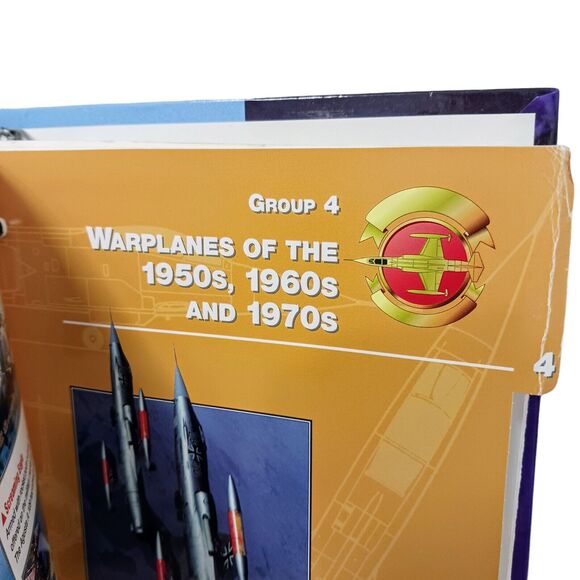 GROUP 4
WARPLANES OF THE
1950S, 1960S
AND 1970S
4